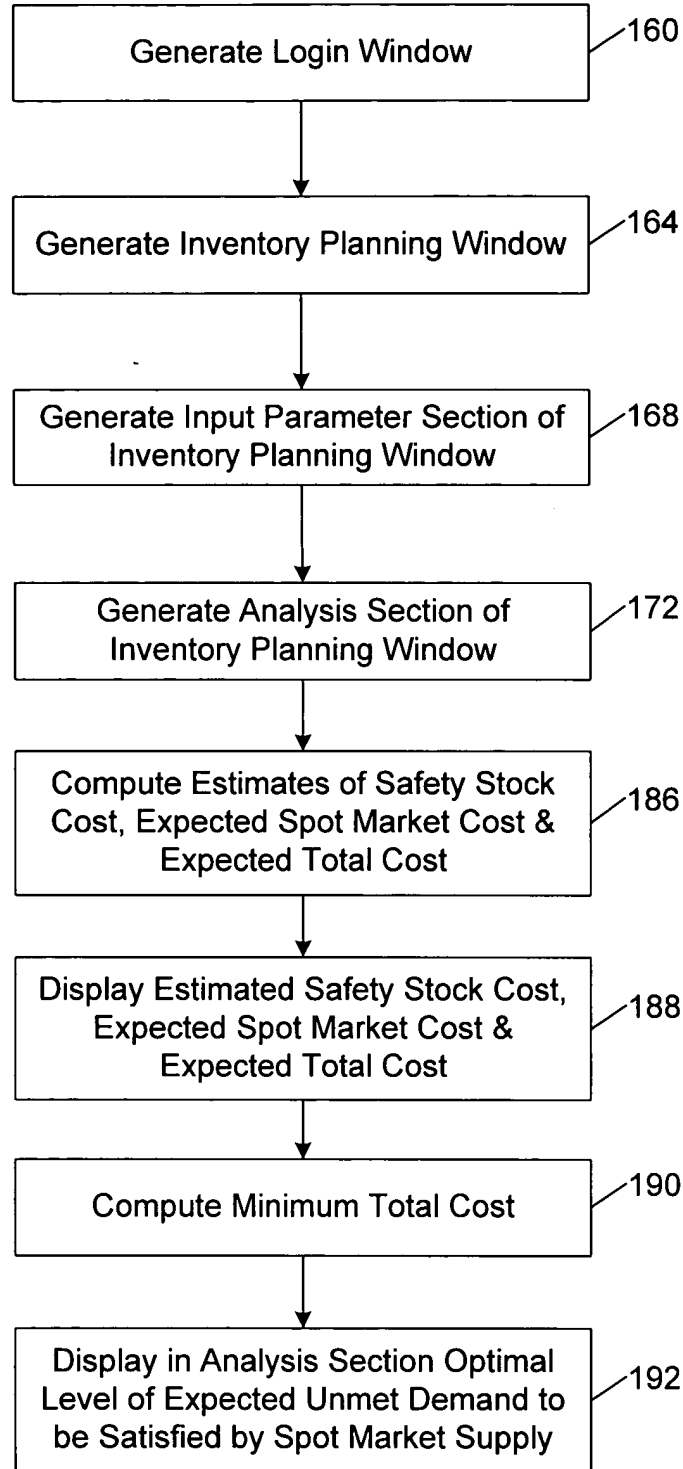 Generate Login Window
160
Generate Inventory Planning Window
164
Generate Input Parameter Section of
Inventory Planning Window
168
Generate Analysis Section of
Inventory Planning Window
172
Compute Estimates of Safety Stock
Cost, Expected Spot Market Cost &
Expected Total Cost
186
Display Estimated Safety Stock Cost,
Expected Spot Market Cost &
Expected Total Cost
188
Compute Minimum Total Cost
190
Display in Analysis Section Optimal
Level of Expected Unmet Demand to
be Satisfied by Spot Market Supply
192